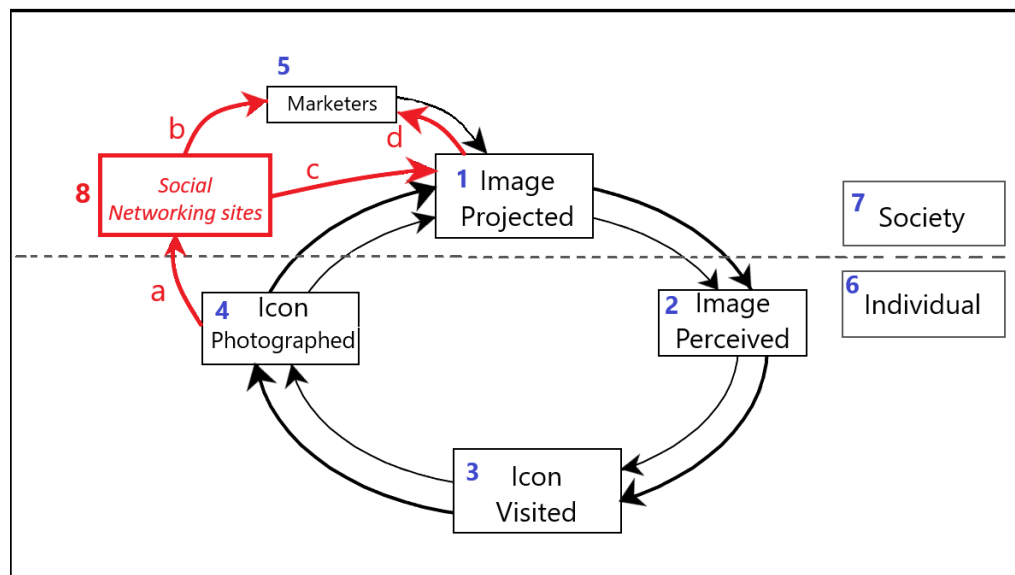 5
Marketers
b
d
8
Social
Networking sites
c
1 Image
Projected
7 Society
a
4 Icon
Photographed
2 Image
Perceived
6 Individual
3 Icon
Visited